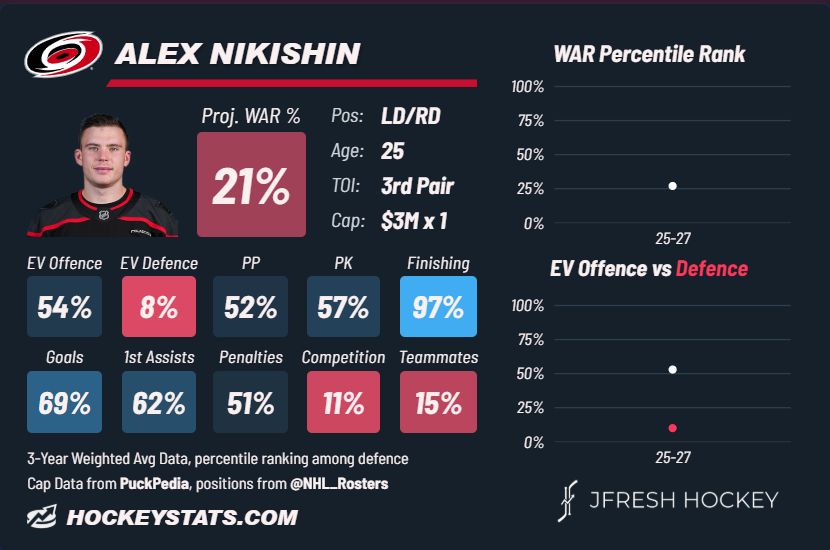 ALEX NIKISHIN
Proj. WAR %
21%
Pos: LD/RD
Age: 25
TOI: 3rd Pair
Cap: $3M x 1
EV Offence EV Defence PP PK Finishing
54% 8% 52% 57% 97%
Goals 1st Assists Penalties Competition Teammates
69% 62% 51% 11% 15%
3-Year Weighted Avg Data, percentile ranking among defence
Cap Data from PuckPedia, positions from @NHL_Rosters
HOCKEYSTATS.COM
WAR Percentile Rank
100%
75%
50%
25%
0%
25-27
EV Offence vs Defence
100%
75%
50%
25%
0%
25-27
JFRESH HOCKEY